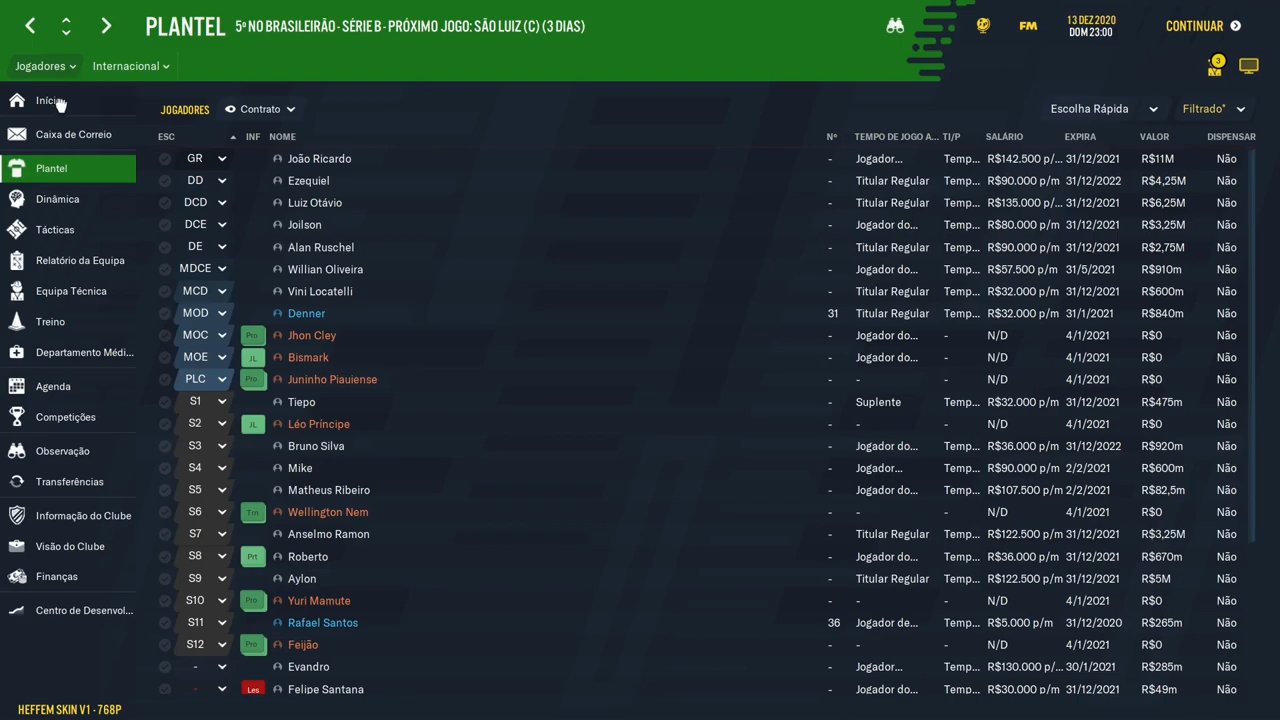 PLANTEL 5º NO BRASILEIRÃO - SÉRIE B - PRÓXIMO JOGO: SÃO LUIZ (C) (3 DIAS) FM 13 DEZ 2020 DOM 23:00 CONTINUAR
Jogadores Internacional 3
Início
Caixa de Correio
Plantel
Dinâmica
Tácticas
Relatório da Equipa
Equipa Técnica
Treino
Departamento Médi...
Agenda
Competições
Observação
Transferências
Informação do Clube
Visão do Clube
Finanças
Centro de Desenvol...
JOGADORES Contrato Escolha Rápida Filtrado*
ESC INF NOME Nº TEMPO DE JOGO A... TI/P SALÁRIO EXPIRA VALOR DISPENSAR
GR João Ricardo - Jogador... Temp... R$142.500 p/... 31/12/2021 R$11M Não
DD Ezequiel - Titular Regular Temp... R$90.000 p/m 31/12/2022 R$4,25M Não
DCD Luiz Otávio - Titular Regular Temp... R$135.000 p/... 31/12/2021 R$6,25M Não
DCE Joilson - Jogador do... Temp... R$80.000 p/m 31/12/2021 R$3,25M Não
DE Alan Ruschel - Titular Regular Temp... R$90.000 p/m 31/12/2021 R$2,75M Não
MDCE Willian Oliveira - Jogador do... Temp... R$57.500 p/m 31/5/2021 R$910m Não
MCD Vini Locatelli - Titular Regular Temp... R$32.000 p/m 31/12/2021 R$600m Não
MOD Denner 31 Titular Regular Temp... R$32.000 p/m 31/1/2021 R$840m Não
MOC Pro Jhon Cley - Jogador do... - N/D 4/1/2021 R$0 Não
MOE JL Bismark - Jogador do... - N/D 4/1/2021 R$0 Não
PLC Pro Juninho Piauiense - - - N/D 4/1/2021 R$0 Não
S1 Tiepo - Suplente Temp... R$32.000 p/m 31/12/2021 R$475m Não
S2 JL Léo Príncipe - - - N/D 4/1/2021 R$0 Não
S3 Bruno Silva - Jogador do... Temp... R$36.000 p/m 31/12/2022 R$920m Não
S4 Mike - Jogador... Temp... R$90.000 p/m 2/2/2021 R$600m Não
S5 Matheus Ribeiro - Jogador do... Temp... R$107.500 p/m 2/2/2021 R$82,5m Não
S6 Tm Wellington Nem - - - N/D 4/1/2021 R$0 Não
S7 Anselmo Ramon - Titular Regular Temp... R$122.500 p/m 31/12/2021 R$3,25M Não
S8 Prt Roberto - Jogador do... Temp... R$36.000 p/m 31/12/2021 R$670m Não
S9 Aylon - Titular Regular Temp... R$122.500 p/m 31/12/2021 R$5M Não
S10 Pro Yuri Mamute - - - N/D 4/1/2021 R$0 Não
S11 Rafael Santos 36 Jogador de... Temp... R$5.000 p/m 31/12/2020 R$265m Não
S12 Pro Feijão - - - N/D 4/1/2021 R$0 Não
- Evandro - Jogador... Temp... R$130.000 p/... 30/1/2021 R$285m Não
- Les Felipe Santana - Jogador do... Temp... R$30.000 p/m 31/12/2021 R$49m Não
HEFFEM SKIN V1 - 768P